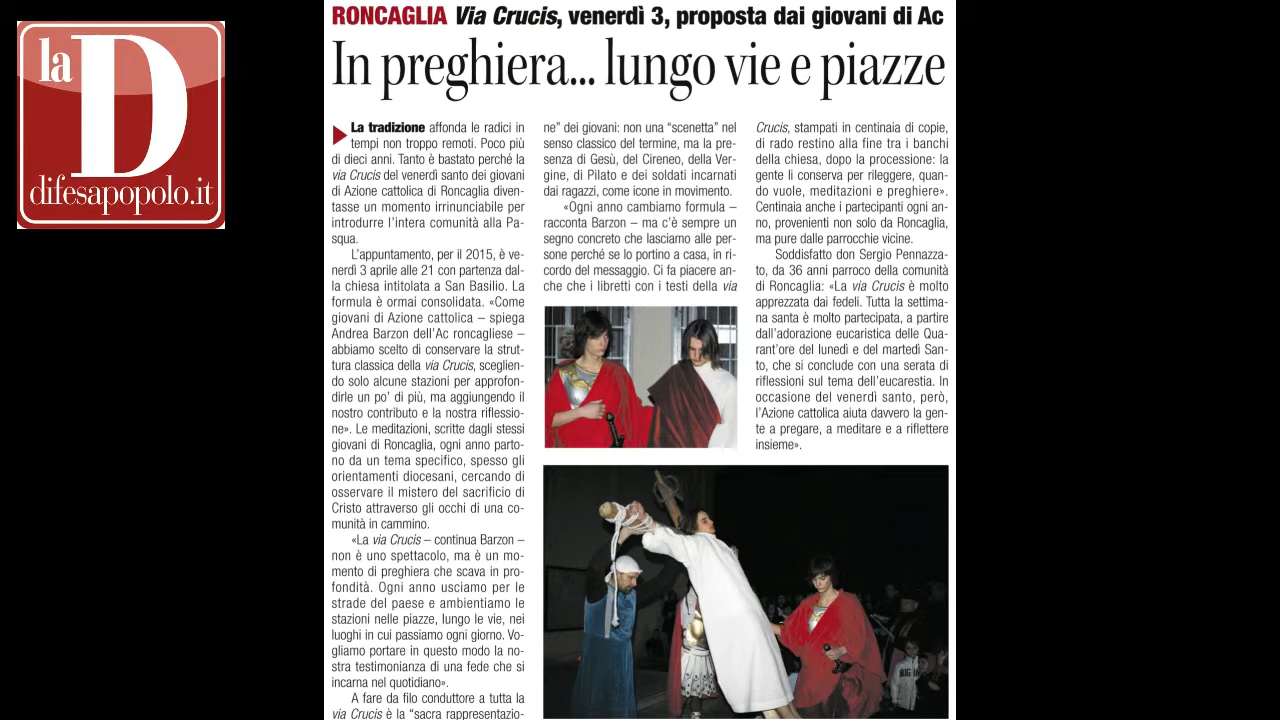 la D
difesapopolo.it
RONCAGLIA Via Crucis, venerdì 3, proposta dai giovani di Ac
In preghiera... lungo vie e piazze
La tradizione affonda le radici in
tempi non troppo remoti. Poco più
di dieci anni. Tanto è bastato perché la
via Crucis del venerdì santo dei giovani
di Azione cattolica di Roncaglia diven-
tasse un momento irrinunciabile per
introdurre l'intera comunità alla Pa-
squa.
L'appuntamento, per il 2015, è ve-
nerdì 3 aprile alle 21 con partenza dal-
la chiesa intitolata a San Basilio. La
formula è ormai consolidata. «Come
giovani di Azione cattolica – spiega
Andrea Barzon dell'Ac roncagliese –
abbiamo scelto di conservare la strut-
tura classica della via Crucis, sceglien-
do solo alcune stazioni per approfon-
dirle un po' di più, ma aggiungendo il
nostro contributo e la nostra riflessio-
ne». Le meditazioni, scritte dagli stessi
giovani di Roncaglia, ogni anno parto-
no da un tema specifico, spesso gli
orientamenti diocesani, cercando di
osservare il mistero del sacrificio di
Cristo attraverso gli occhi di una co-
munità in cammino.
«La via Crucis – continua Barzon –
non è uno spettacolo, ma è un mo-
mento di preghiera che scava in pro-
fondità. Ogni anno usciamo per le
strade del paese e ambientiamo le
stazioni nelle piazze, lungo le vie, nei
luoghi in cui passiamo ogni giorno. Vo-
gliamo portare in questo modo la no-
stra testimonianza di una fede che si
incarna nel quotidiano».
A fare da filo conduttore a tutta la
via Crucis è la "sacra rappresentazio-
ne" dei giovani: non una "scenetta" nel
senso classico del termine, ma la pre-
senza di Gesù, del Cireneo, della Ver-
gine, di Pilato e dei soldati incarnati
dai ragazzi, come icone in movimento.
«Ogni anno cambiamo formula –
racconta Barzon – ma c'è sempre un
segno concreto che lasciamo alle per-
sone perché se lo portino a casa, in ri-
cordo del messaggio. Ci fa piacere an-
che che i libretti con i testi della via
Crucis, stampati in centinaia di copie,
di rado restino alla fine tra i banchi
della chiesa, dopo la processione: la
gente li conserva per rileggere, quan-
do vuole, meditazioni e preghiere».
Centinaia anche i partecipanti ogni an-
no, provenienti non solo da Roncaglia,
ma pure dalle parrocchie vicine.
Soddisfatto don Sergio Pennazza-
to, da 36 anni parroco della comunità
di Roncaglia: «La via Crucis è molto
apprezzata dai fedeli. Tutta la settima-
na santa è molto partecipata, a partire
dall'adorazione eucaristica delle Qua-
rant'ore del lunedì e del martedì San-
to, che si conclude con una serata di
riflessioni sul tema dell'eucarestia. In
occasione del venerdì santo, però,
l'Azione cattolica aiuta davvero la gen-
te a pregare, a meditare e a riflettere
insieme».